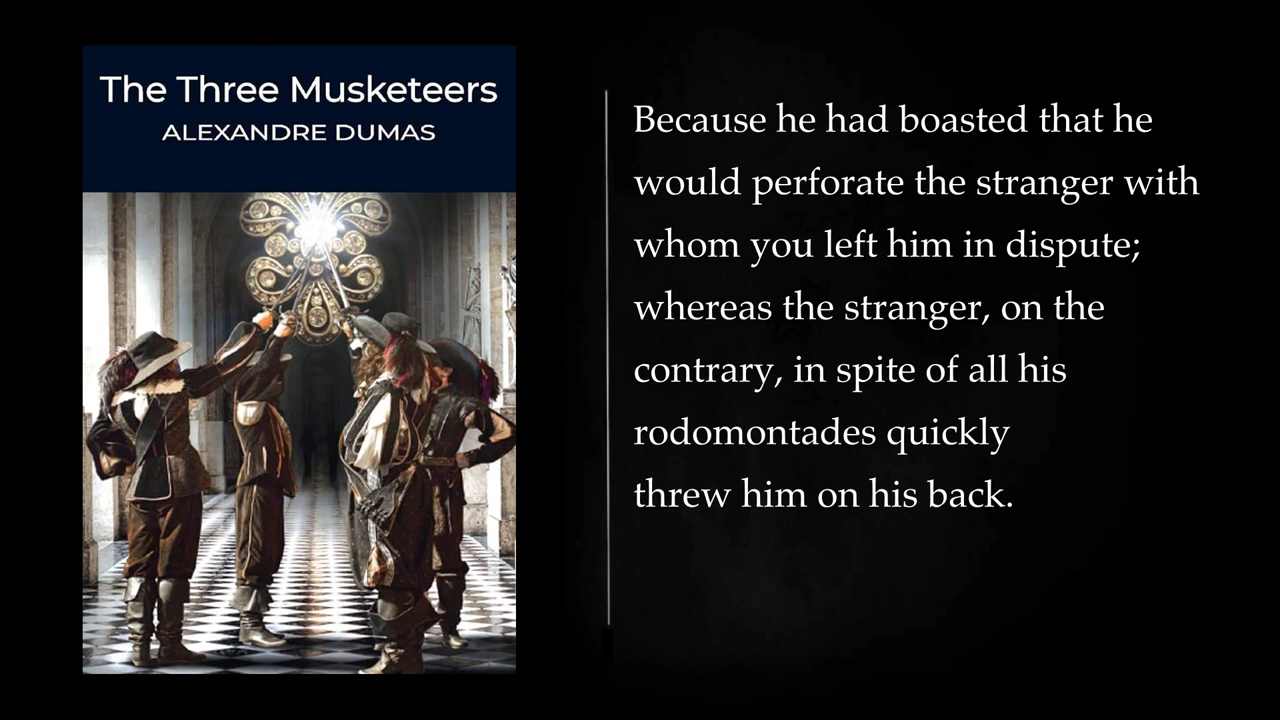 The Three Musketeers
ALEXANDRE DUMAS
Because he had boasted that he
would perforate the stranger with
whom you left him in dispute;
whereas the stranger, on the
contrary, in spite of all his
rodomontades quickly
threw him on his back.